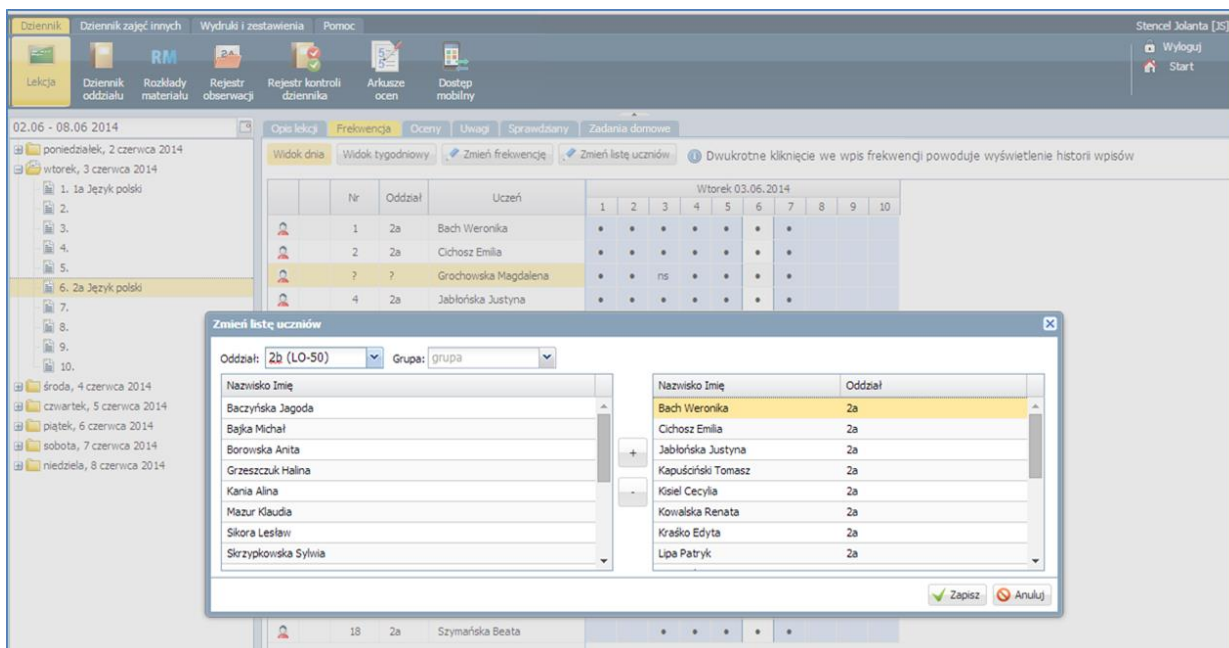 Dziennik Dziennik zajęć innych Wydruki i zestawienia Pomoc Stencel Jolanta [JS]
Wyloguj
Start
RM 2A
Lekcja Dziennik oddziału Rozkłady materiału Rejestr obserwacji Rejestr kontroli dziennika Arkusze ocen Dostęp mobilny
02.06 - 08.06 2014
poniedziałek, 2 czerwca 2014
wtorek, 3 czerwca 2014
1. 1a Język polski
2.
3.
4.
5.
6. 2a Język polski
7.
8.
9.
10.
środa, 4 czerwca 2014
czwartek, 5 czerwca 2014
piątek, 6 czerwca 2014
sobota, 7 czerwca 2014
niedziela, 8 czerwca 2014
Opis lekcji Frekwencja Oceny Uwagi Sprawdziany Zadania domowe
Widok dnia Widok tygodniowy Zmień frekwencję Zmień listę uczniów Dwukrotne kliknięcie we wpis frekwencji powoduje wyświetlenie historii wpisów
Nr Oddział Uczeń Wtorek 03.06.2014
1 2 3 4 5 6 7 8 9 10
1 2a Bach Weronika • • • • • • •
2 2a Cichosz Emilia • • • • • • •
? ? Grochowska Magdalena • • ns • • • •
4 2a Jabłońska Justyna • • • • • • •
Zmień listę uczniów
Oddział: 2b (LO-50) Grupa: grupa
Nazwisko Imię
Baczyńska Jagoda
Bajka Michał
Borowska Anita
Grzeszczuk Halina
Kania Alina
Mazur Klaudia
Sikora Lesław
Skrzypkowska Sylwia
+
-
Nazwisko Imię Oddział
Bach Weronika 2a
Cichosz Emilia 2a
Jabłońska Justyna 2a
Kapuściński Tomasz 2a
Kisiel Cecylia 2a
Kowalska Renata 2a
Kraśko Edyta 2a
Lipa Patryk 2a
Zapisz Anuluj
18 2a Szymańska Beata • • • • •